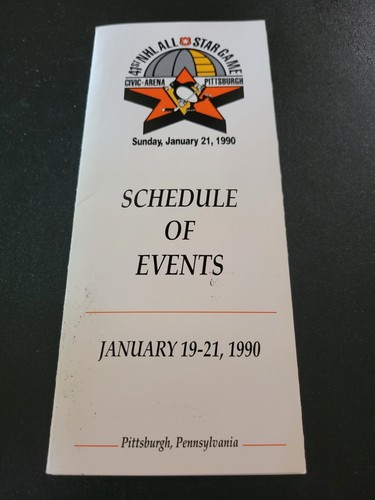 41ST NHL ALL STAR GAME
CIVIC ARENA PITTSBURGH
Sunday, January 21, 1990
SCHEDULE
OF
EVENTS
JANUARY 19-21, 1990
Pittsburgh, Pennsylvania